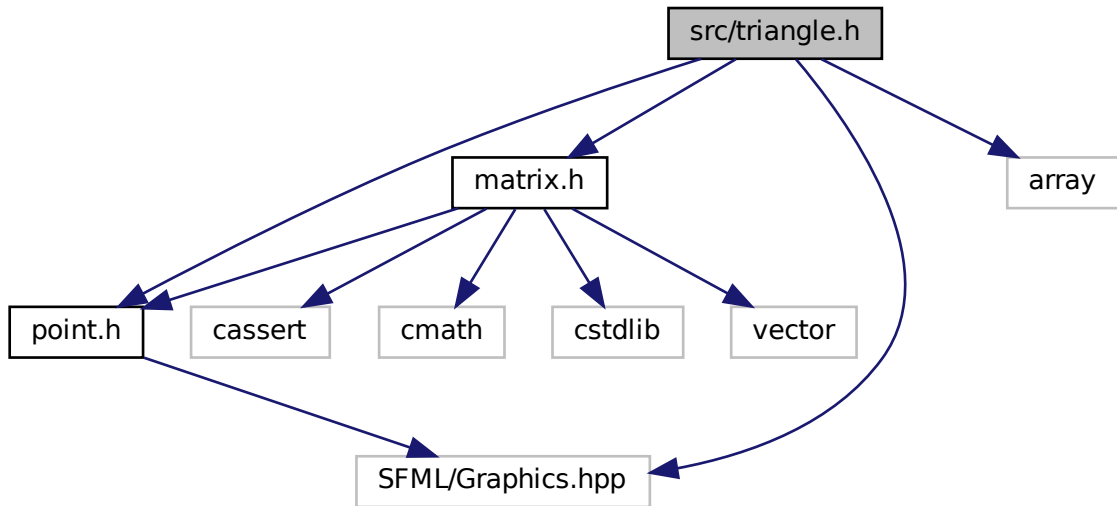 src/triangle.h
matrix.h
array
point.h
cassert
cmath
cstdlib
vector
SFML/Graphics.hpp